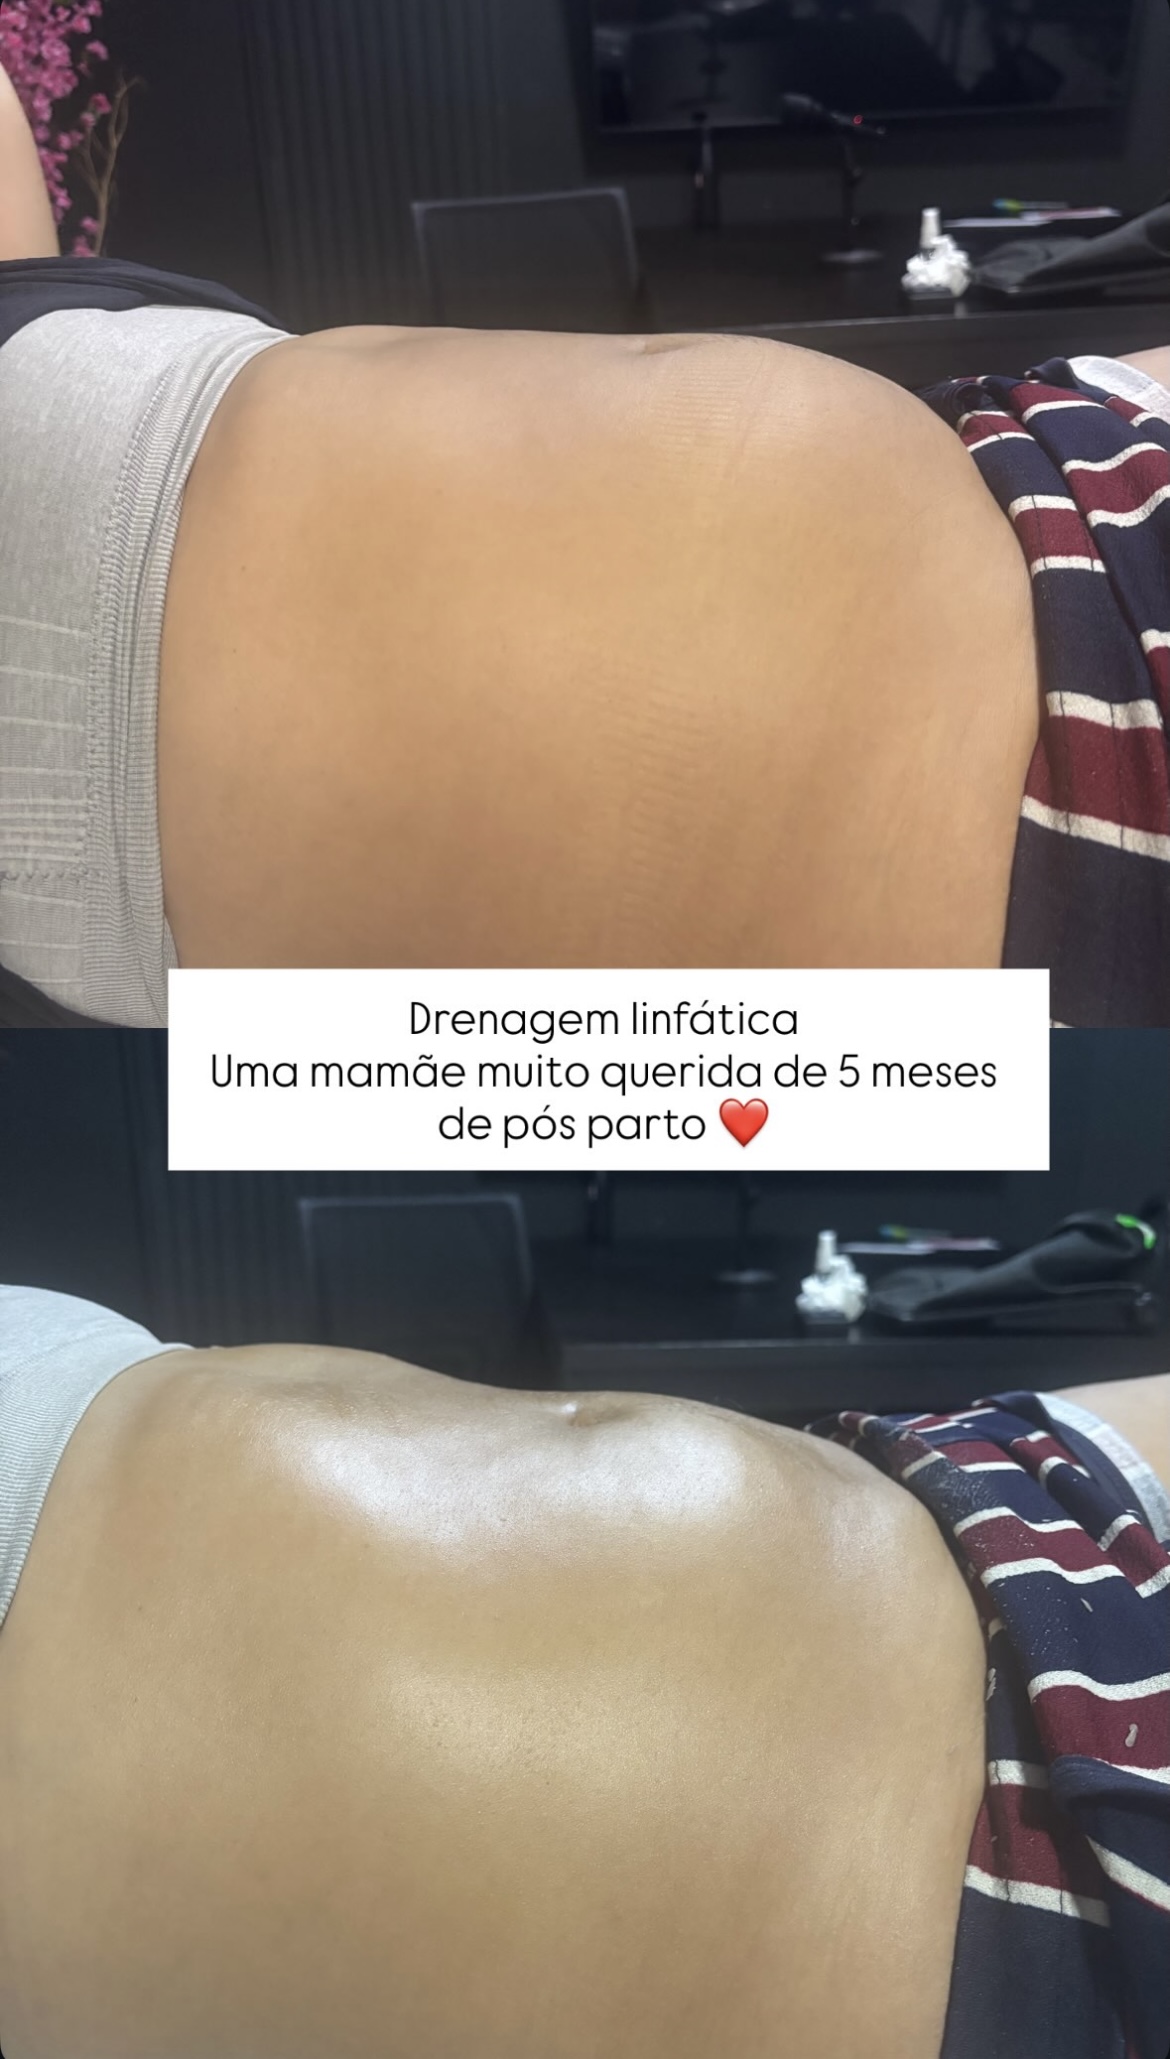 Drenagem linfática
Uma mamãe muito querida de 5 meses
de pós parto ❤️